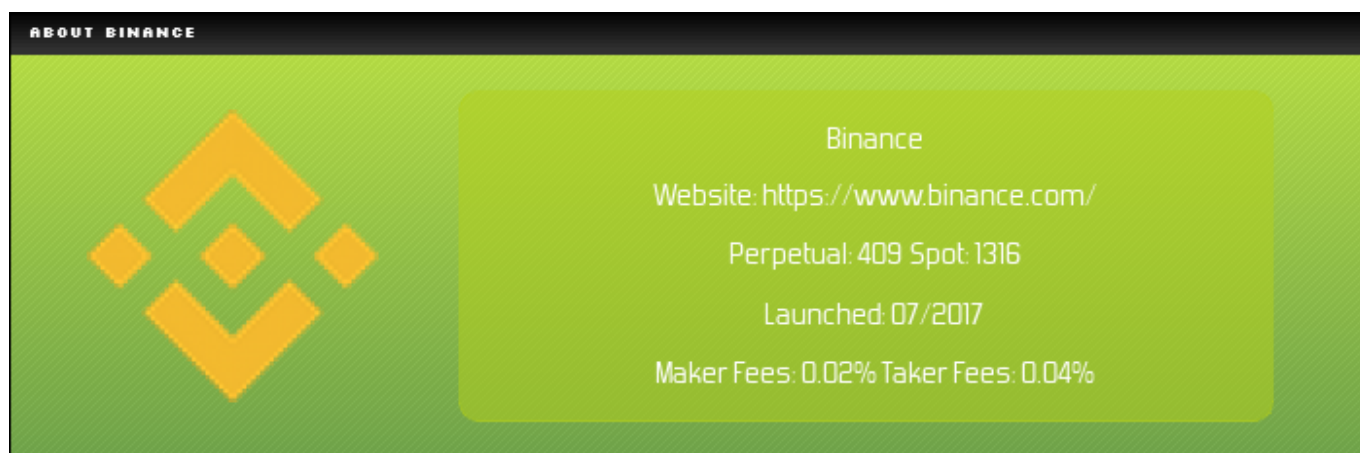 ABOUT BINANCE
Binance
Website: https://www.binance.com/
Perpetual: 409 Spot: 1316
Launched: 07/2017
Maker Fees: 0.02% Taker Fees: 0.04%